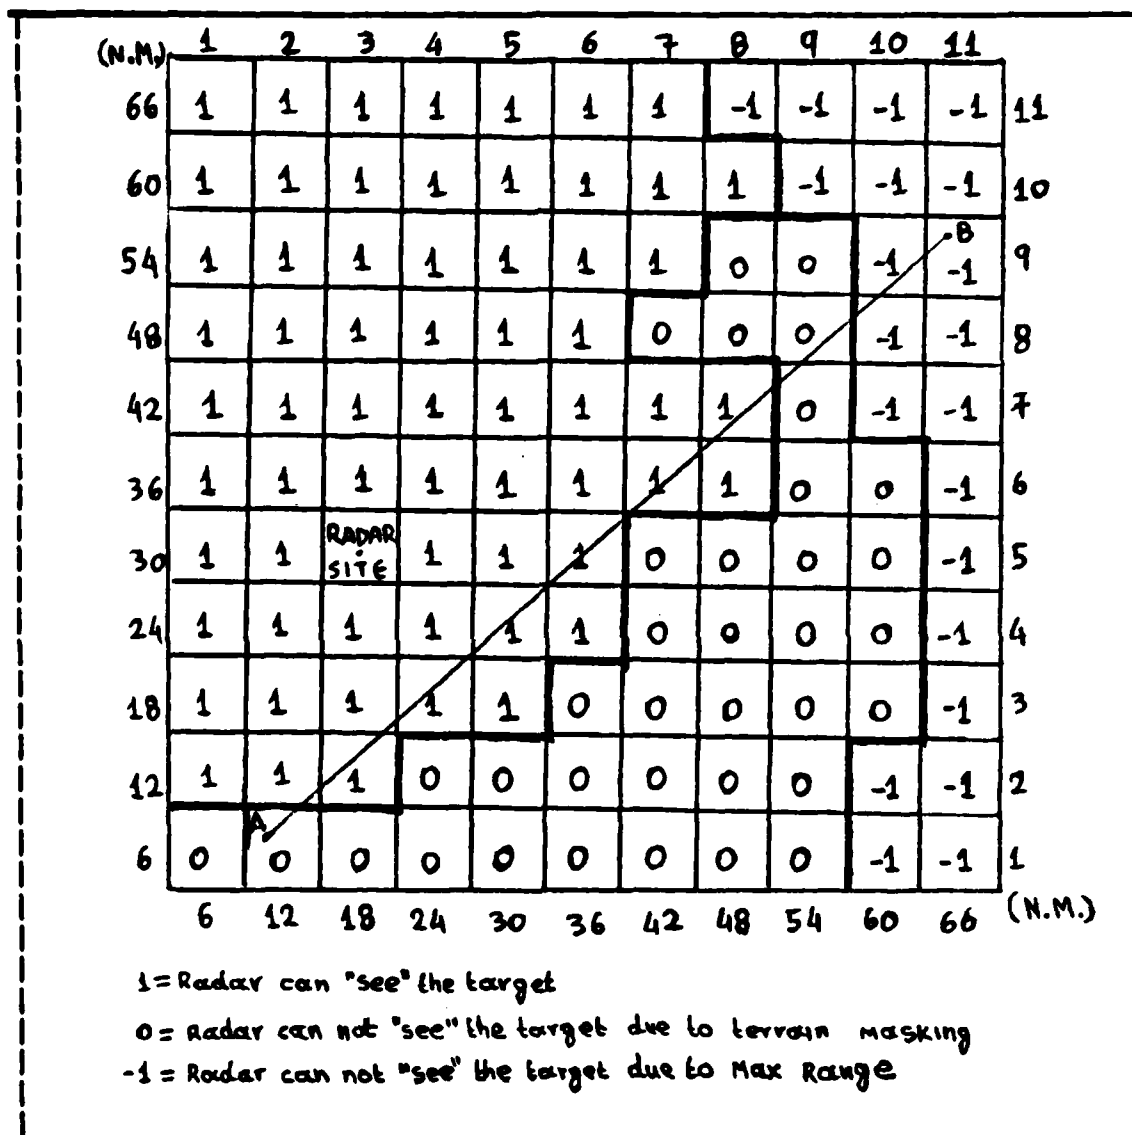 1 2 3 4 5 6 7 8 9 10 11
(N.M.)
66 1 1 1 1 1 1 1 -1 -1 -1 -1 11
60 1 1 1 1 1 1 1 1 -1 -1 -1 10
B
54 1 1 1 1 1 1 1 0 0 -1 -1 9
48 1 1 1 1 1 1 0 0 0 -1 -1 8
42 1 1 1 1 1 1 1 1 0 -1 -1 7
36 1 1 1 1 1 1 1 1 0 0 -1 6
30 1 1 RADAR SITE 1 1 1 0 0 0 0 -1 5
24 1 1 1 1 1 1 0 0 0 0 -1 4
18 1 1 1 1 1 0 0 0 0 0 -1 3
12 1 1 1 0 0 0 0 0 0 -1 -1 2
A
6 0 0 0 0 0 0 0 0 0 -1 -1 1
6 12 18 24 30 36 42 48 54 60 66 (N.M.)
1 = Radar can "see" the target
0 = Radar can not "see" the target due to terrain masking
-1 = Radar can not "see" the target due to Max Range